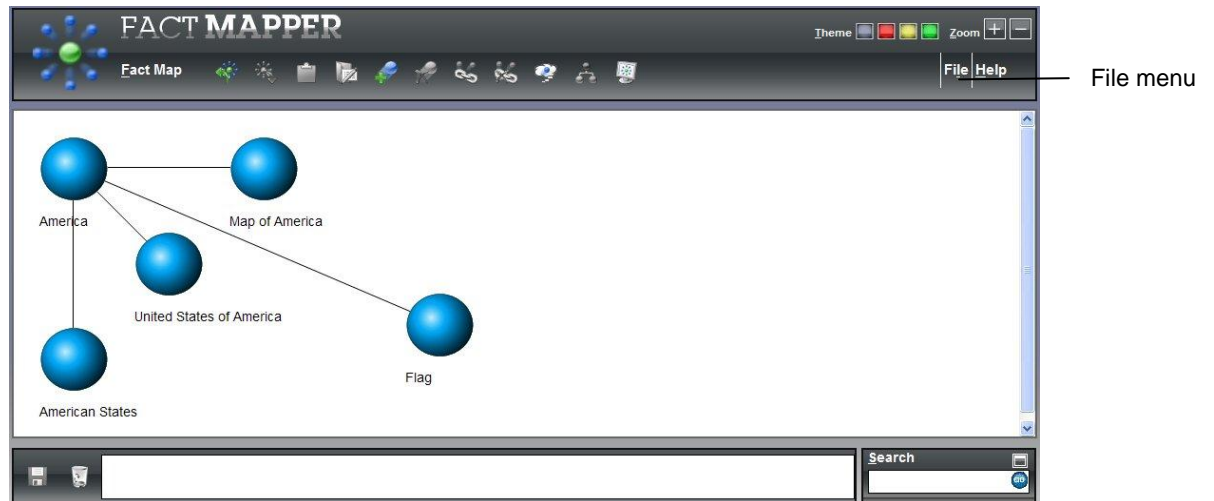 FACT MAPPER
Theme
Zoom
Fact Map
File Help
File menu
America
Map of America
United States of America
Flag
American States
Search
GO